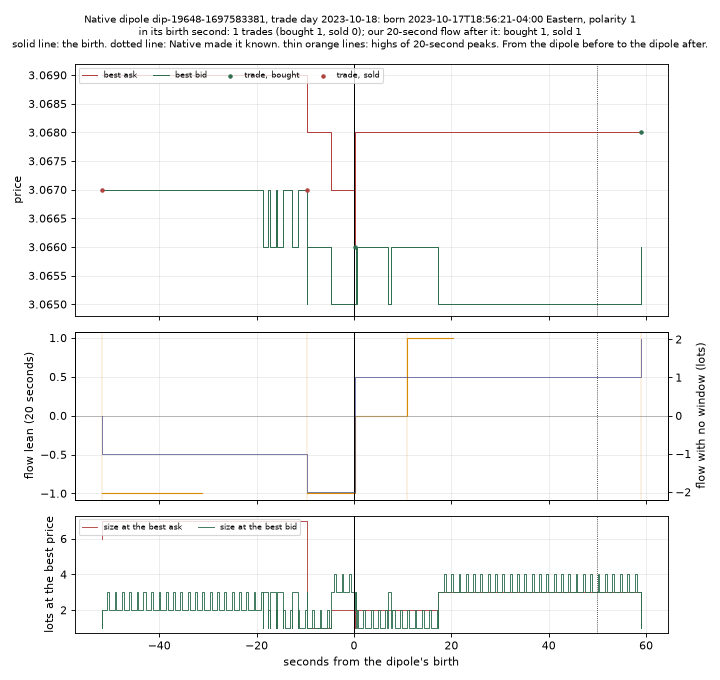 Native dipole dip-19648-1697583381, trade day 2023-10-18: born 2023-10-17T18:56:21-04:00 Eastern, polarity 1
in its birth second: 1 trades (bought 1, sold 0); our 20-second flow after it: bought 1, sold 1
solid line: the birth. dotted line: Native made it known. thin orange lines: highs of 20-second peaks. From the dipole before to the dipole after.
best ask best bid trade, bought trade, sold
3.0690
3.0685
3.0680
3.0675
3.0670
3.0665
3.0660
3.0655
3.0650
price
1.0
0.5
0.0
−0.5
−1.0
flow lean (20 seconds)
2
1
0
−1
−2
flow with no window (lots)
size at the best ask size at the best bid
6
4
2
lots at the best price
−40 −20 0 20 40 60
seconds from the dipole's birth